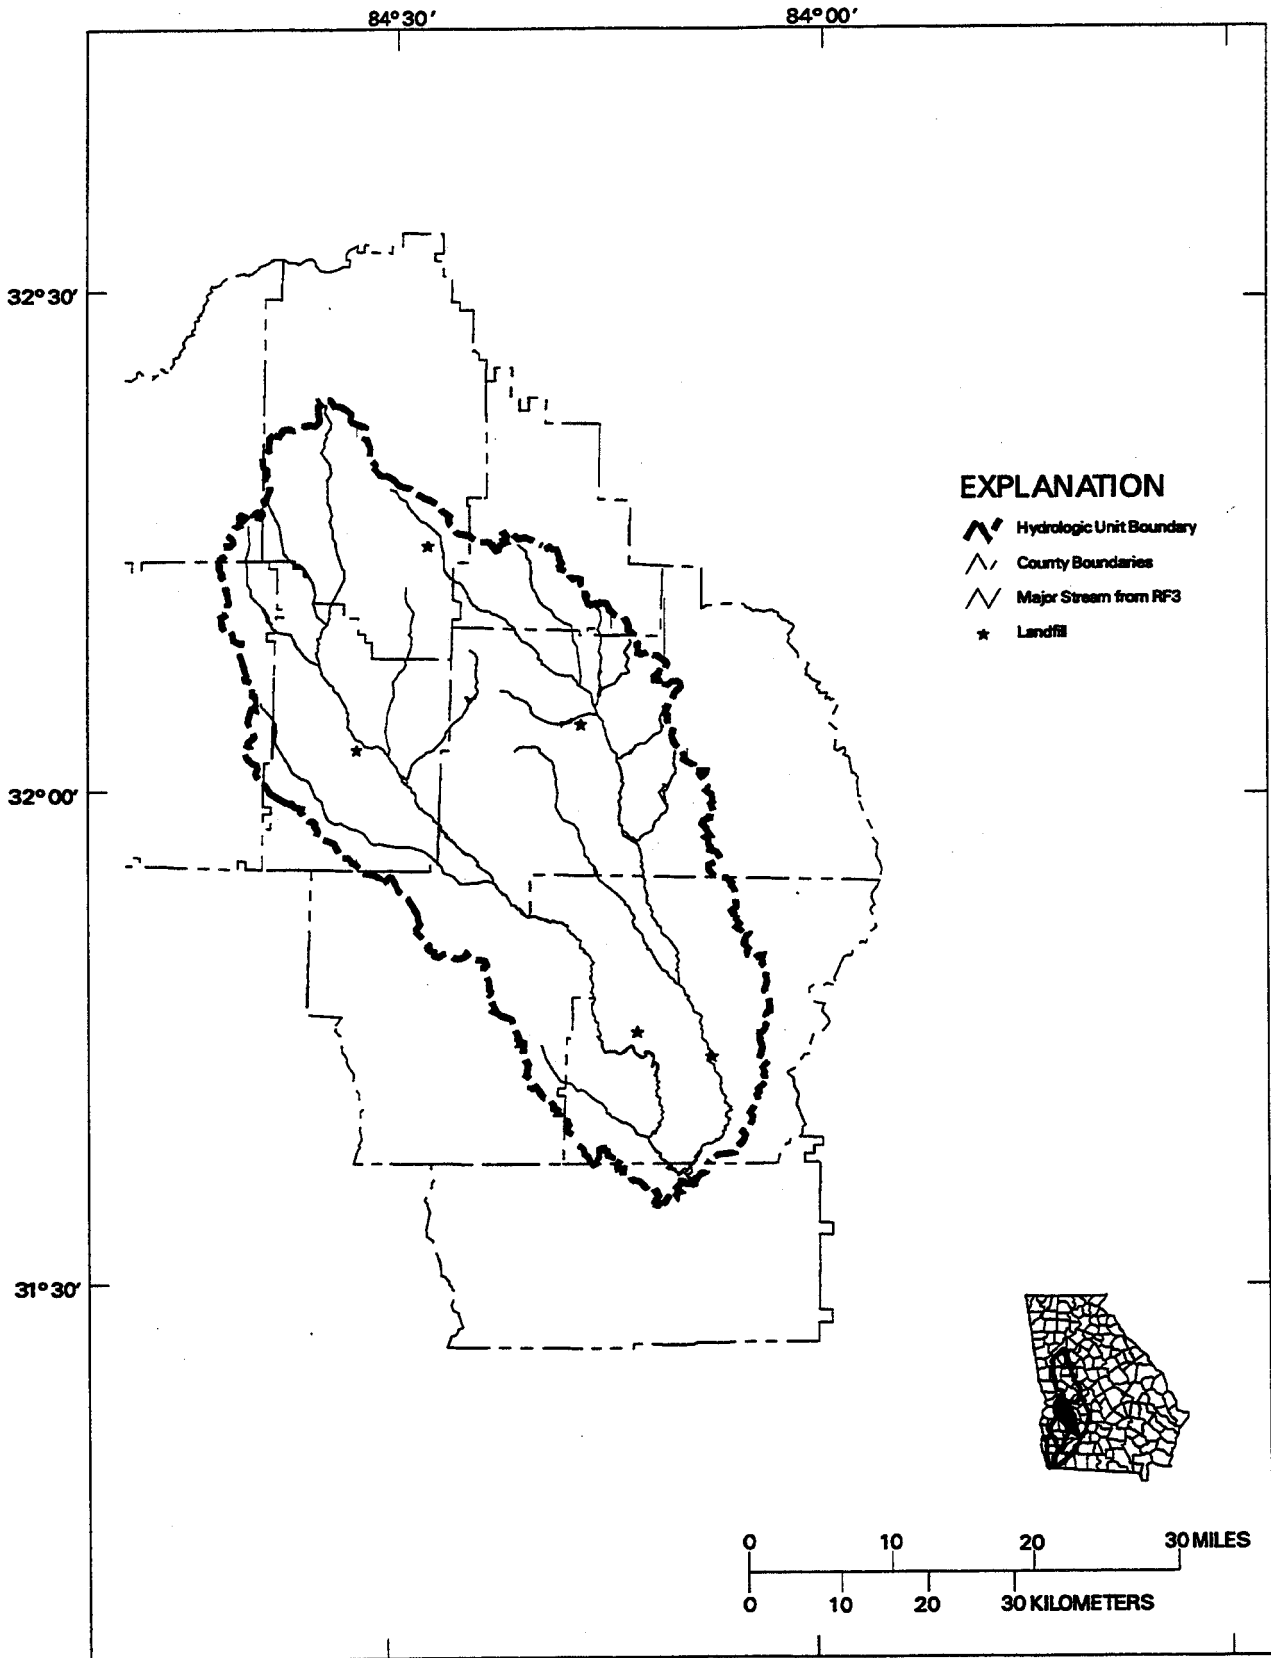 84°30′
84°00′
32°30′
EXPLANATION
Hydrologic Unit Boundary
County Boundaries
Major Stream from RF3
Landfill
32°00′
31°30′
0 10 20 30 MILES
0 10 20 30 KILOMETERS